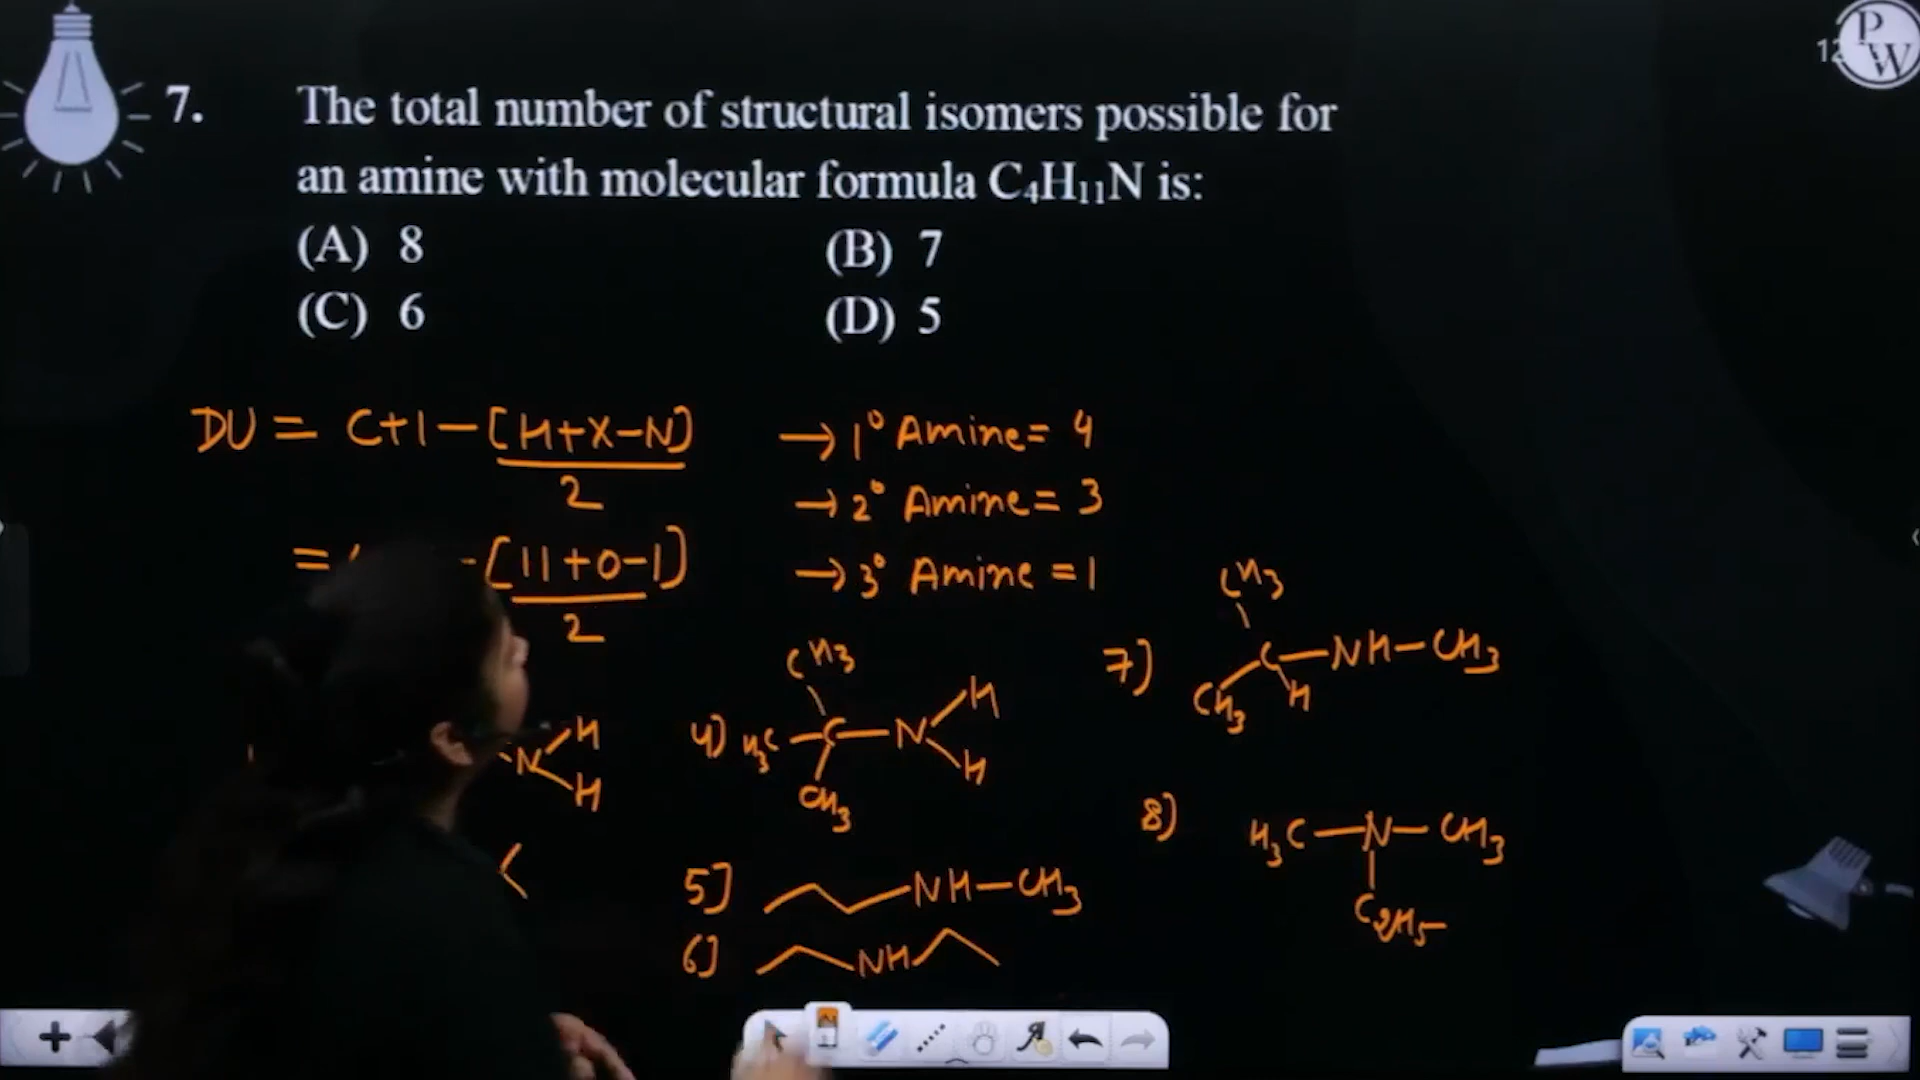 PW
12
7. The total number of structural isomers possible for
an amine with molecular formula C₄H₁₁N is:
(A) 8 (B) 7
(C) 6 (D) 5
DU = C+1-[H+X-N]
2
= -[11+0-1]
2
→ 1° Amine = 4
→ 2° Amine = 3
→ 3° Amine = 1
N H
H
4) CH3
H3C-C-N H
H
CH3
5] NH-CH3
6] NH
7) CH3
C-NH-CH3
CH3 H
8) H3C-N-CH3
C2H5